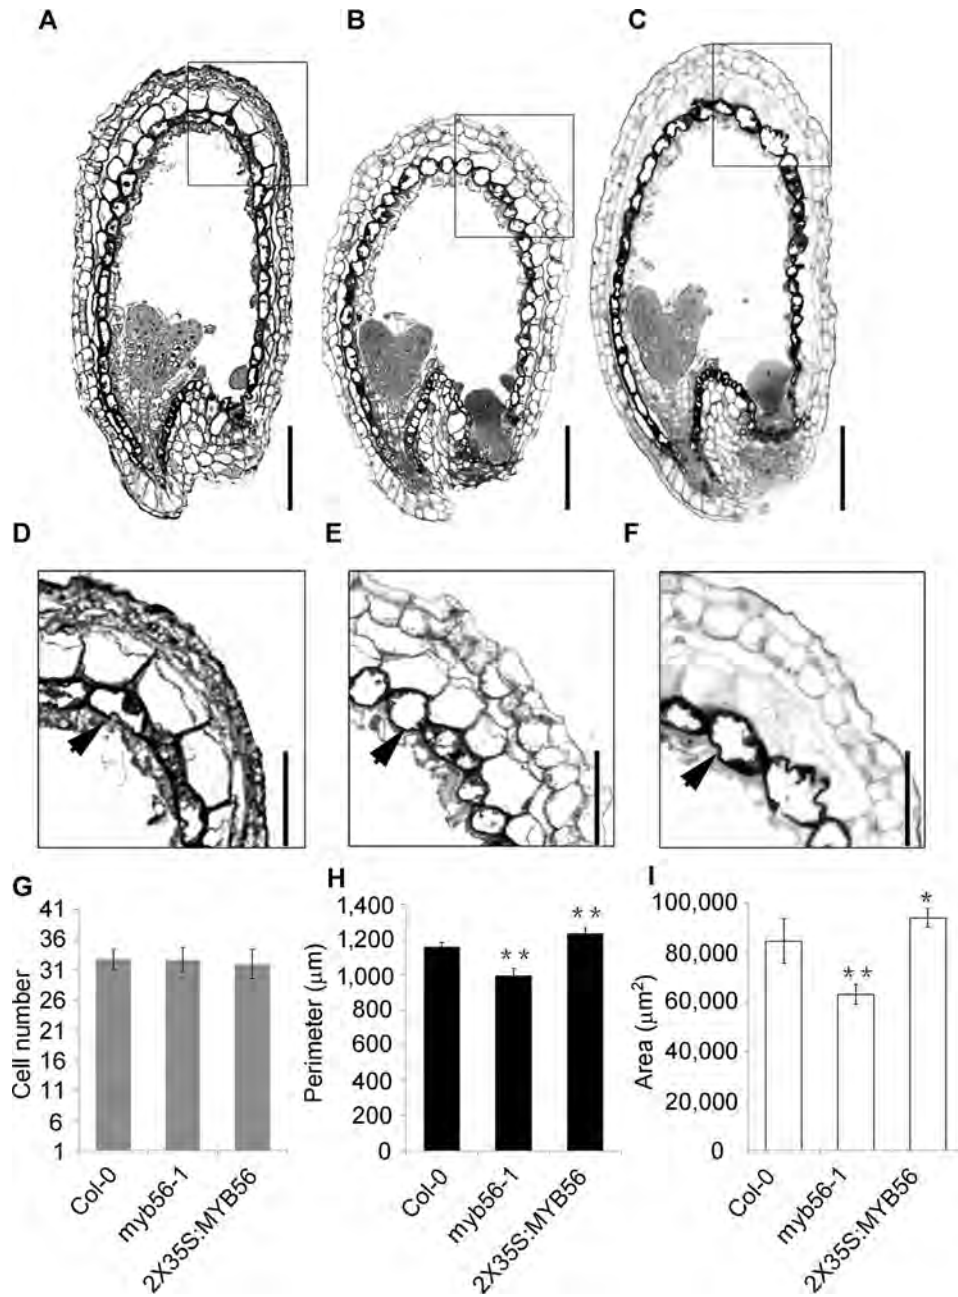 A
B
C
D
E
F
G
41
36
31
26
21
16
11
6
1
Cell number
Col-0
myb56-1
2X35S:MYB56
H
1,400
1,200
1,000
800
600
400
200
0
Perimeter (μm)
**
**
Col-0
myb56-1
2X35S:MYB56
I
100,000
80,000
60,000
40,000
20,000
0
Area (μm²)
**
*
Col-0
myb56-1
2X35S:MYB56